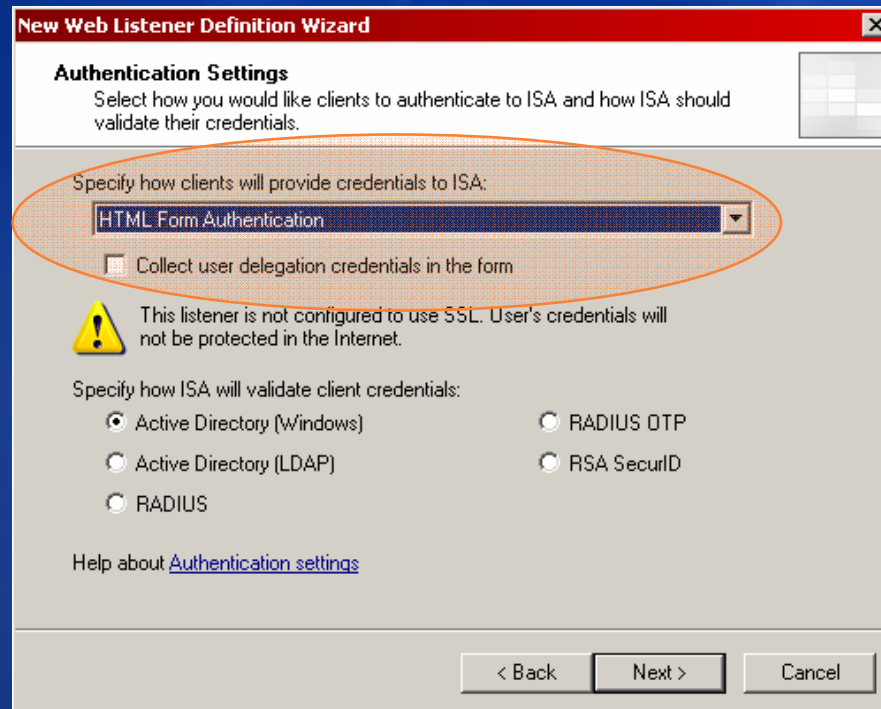 New Web Listener Definition Wizard
Authentication Settings
Select how you would like clients to authenticate to ISA and how ISA should
validate their credentials.
Specify how clients will provide credentials to ISA:
HTML Form Authentication
Collect user delegation credentials in the form
This listener is not configured to use SSL. User's credentials will
not be protected in the Internet.
Specify how ISA will validate client credentials:
Active Directory (Windows)
RADIUS OTP
Active Directory (LDAP)
RSA SecurID
RADIUS
Help about Authentication settings
< Back
Next >
Cancel